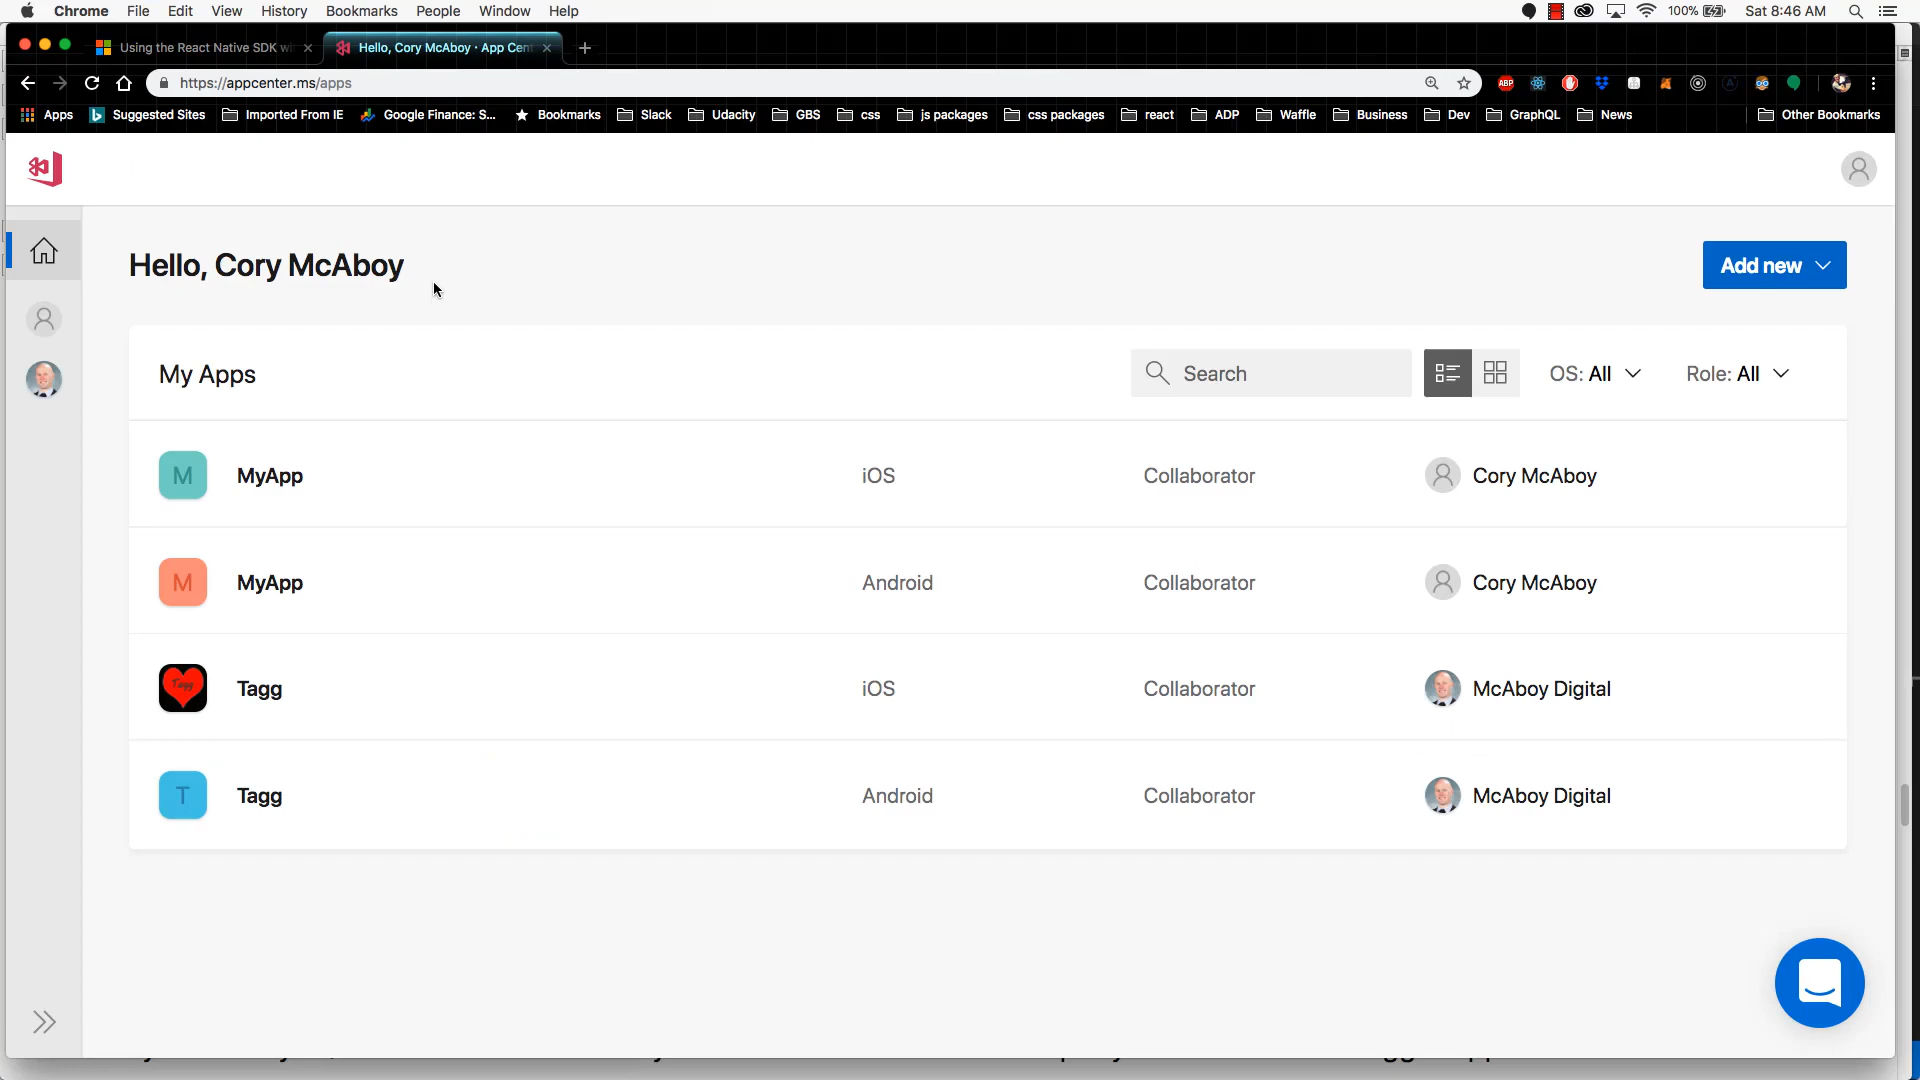 Chrome File Edit View History Bookmarks People Window Help 100% Sat 8:46 AM
Using the React Native SDK wi Hello, Cory McAboy · App Cen
https://appcenter.ms/apps ABP
Apps Suggested Sites Imported From IE Google Finance: S... Bookmarks Slack Udacity GBS css js packages css packages react ADP Waffle Business Dev GraphQL News Other Bookmarks
Hello, Cory McAboy
Add new
My Apps Search OS: All Role: All
M MyApp iOS Collaborator Cory McAboy
M MyApp Android Collaborator Cory McAboy
Tagg Tagg iOS Collaborator McAboy Digital
T Tagg Android Collaborator McAboy Digital